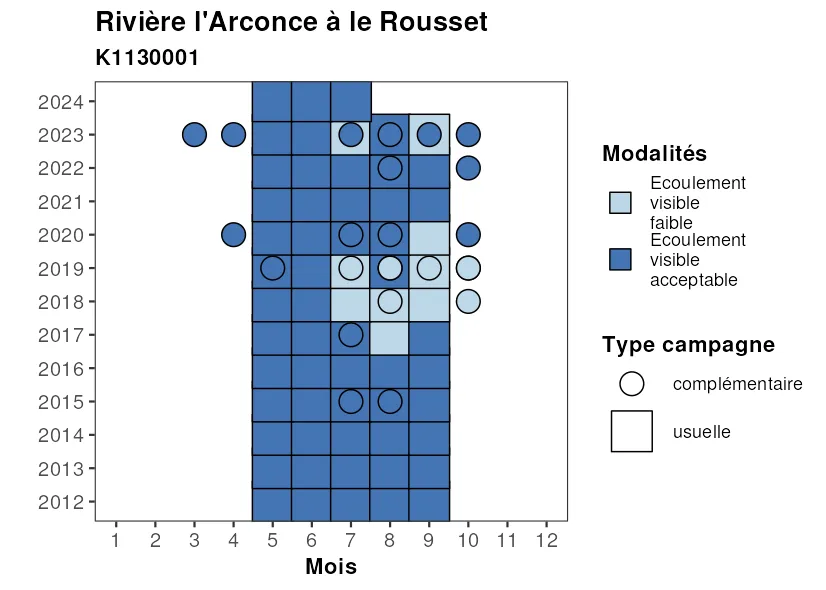 Rivière l'Arconce à le Rousset
K1130001
2024
2023
2022
2021
2020
2019
2018
2017
2016
2015
2014
2013
2012
1 2 3 4 5 6 7 8 9 10 11 12
Mois
Modalités
Ecoulement
visible
faible
Ecoulement
visible
acceptable
Type campagne
complémentaire
usuelle